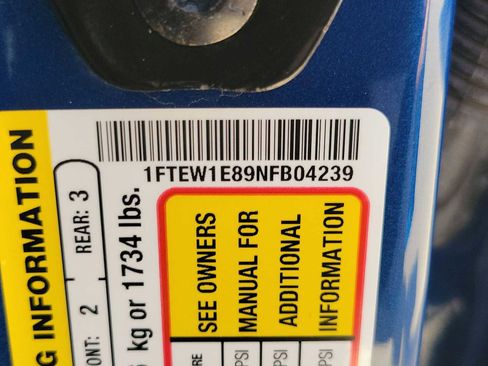 1FTEW1E89NFB04239
G INFORMATION
ONT: 2 REAR: 3
kg or 1734 lbs.
SEE OWNERS
MANUAL FOR
ADDITIONAL
INFORMATION
RE
PSI
PSI
PSI